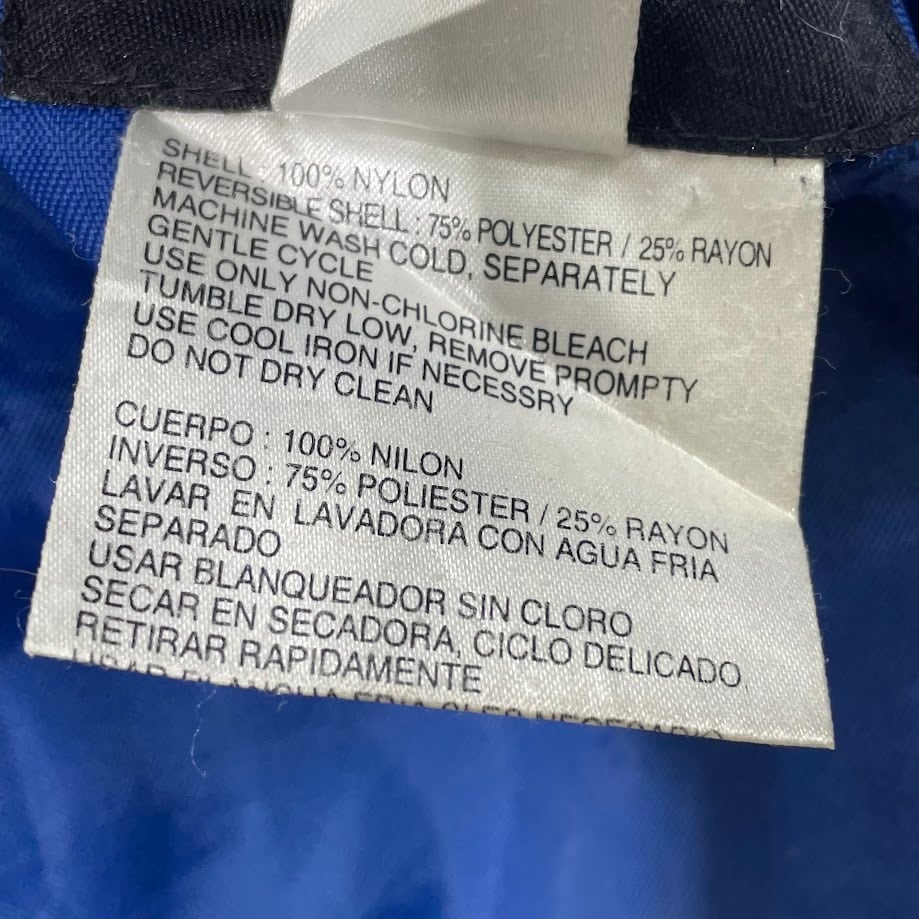 SHELL : 100% NYLON
REVERSIBLE SHELL : 75% POLYESTER / 25% RAYON
MACHINE WASH COLD, SEPARATELY
GENTLE CYCLE
USE ONLY NON-CHLORINE BLEACH
TUMBLE DRY LOW, REMOVE PROMPTY
USE COOL IRON IF NECESSRY
DO NOT DRY CLEAN
CUERPO : 100% NILON
INVERSO : 75% POLIESTER / 25% RAYON
LAVAR EN LAVADORA CON AGUA FRIA
SEPARADO
USAR BLANQUEADOR SIN CLORO
SECAR EN SECADORA, CICLO DELICADO.
RETIRAR RAPIDAMENTE
USAR